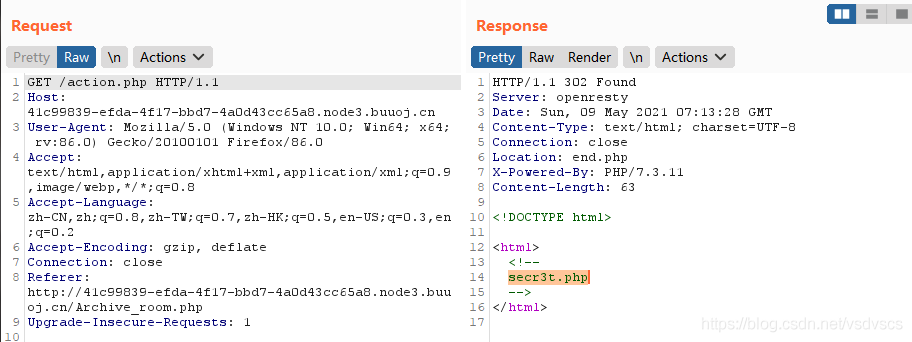 Request
Pretty Raw \n Actions
1 GET /action.php HTTP/1.1
2 Host:
41c99839-efda-4f17-bbd7-4a0d43cc65a8.node3.buuoj.cn
3 User-Agent: Mozilla/5.0 (Windows NT 10.0; Win64; x64;
rv:86.0) Gecko/20100101 Firefox/86.0
4 Accept:
text/html,application/xhtml+xml,application/xml;q=0.9
,image/webp,*/*;q=0.8
5 Accept-Language:
zh-CN,zh;q=0.8,zh-TW;q=0.7,zh-HK;q=0.5,en-US;q=0.3,en
;q=0.2
6 Accept-Encoding: gzip, deflate
7 Connection: close
8 Referer:
http://41c99839-efda-4f17-bbd7-4a0d43cc65a8.node3.buu
oj.cn/Archive_room.php
9 Upgrade-Insecure-Requests: 1
10
Response
Pretty Raw Render \n Actions
1 HTTP/1.1 302 Found
2 Server: openresty
3 Date: Sun, 09 May 2021 07:13:28 GMT
4 Content-Type: text/html; charset=UTF-8
5 Connection: close
6 Location: end.php
7 X-Powered-By: PHP/7.3.11
8 Content-Length: 63
9
10 <!DOCTYPE html>
11
12 <html>
13 <!--
14 secr3t.php
15 -->
16 </html>
17
https://blog.csdn.net/vsdvscs